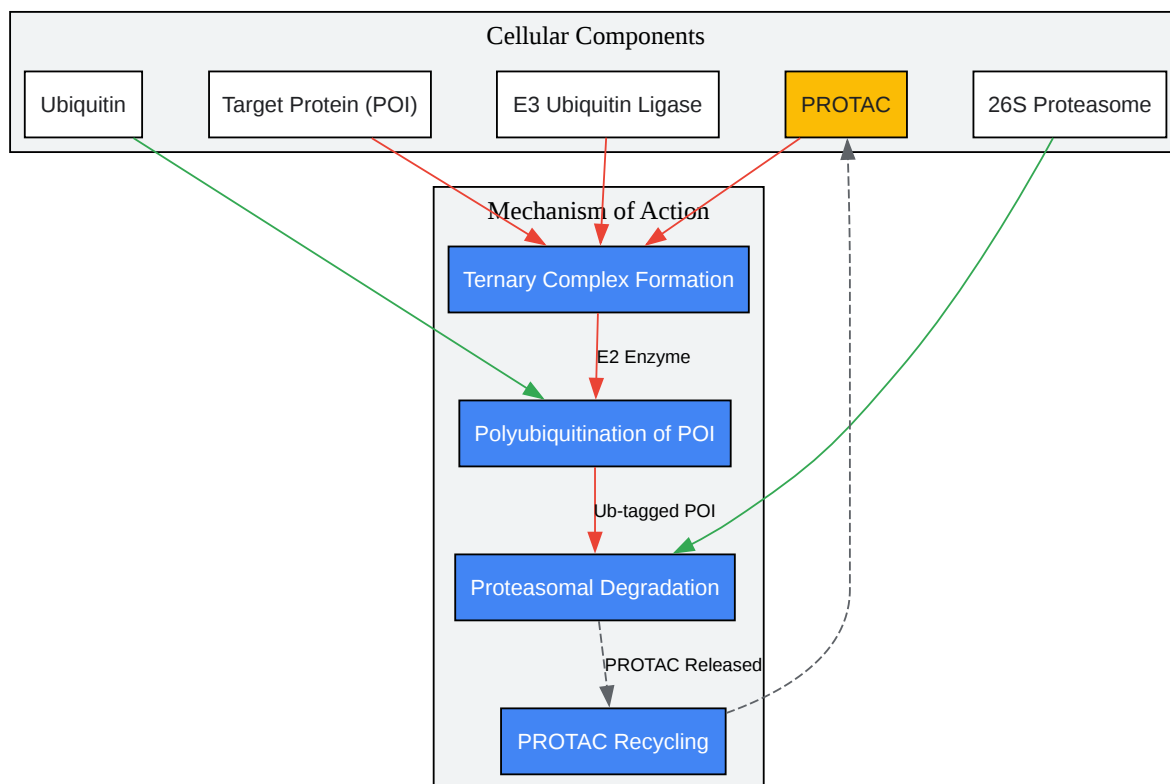 Cellular Components
Ubiquitin
Target Protein (POI)
E3 Ubiquitin Ligase
PROTAC
26S Proteasome
Mechanism of Action
Ternary Complex Formation
E2 Enzyme
Polyubiquitination of POI
Ub-tagged POI
Proteasomal Degradation
PROTAC Released
PROTAC Recycling